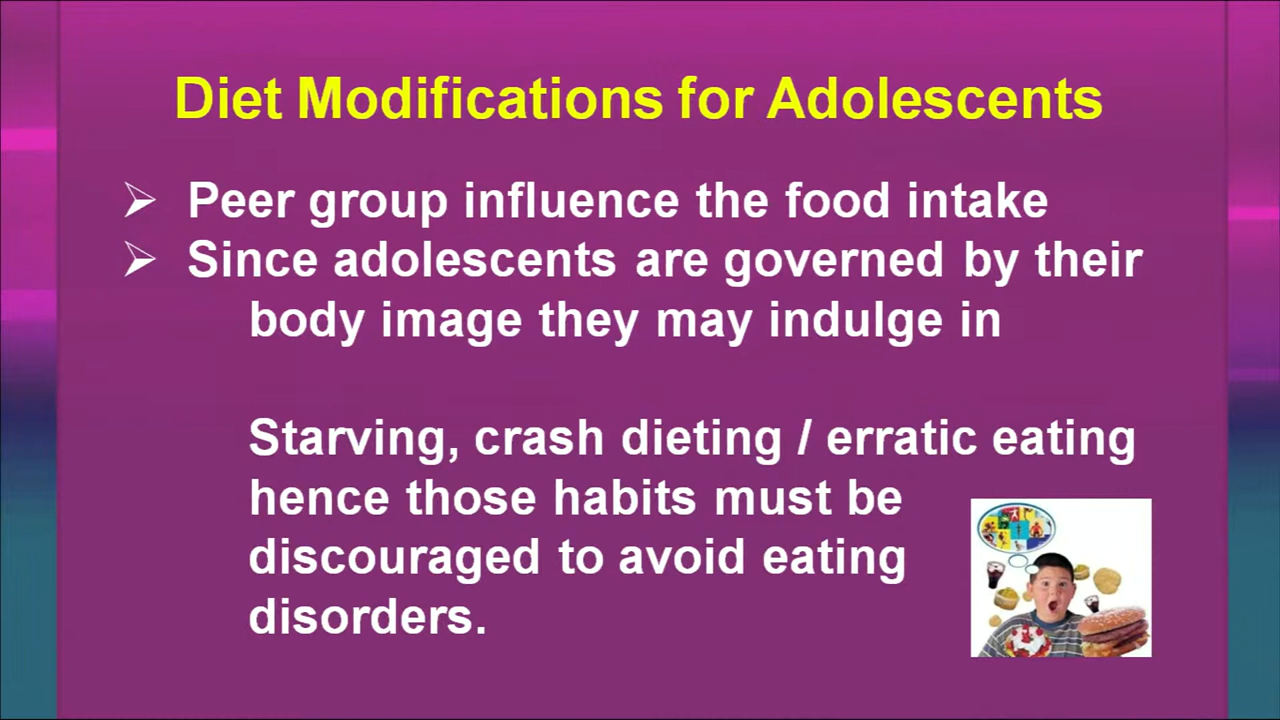 Diet Modifications for Adolescents
➢ Peer group influence the food intake
➢ Since adolescents are governed by their
body image they may indulge in
Starving, crash dieting / erratic eating
hence those habits must be
discouraged to avoid eating
disorders.